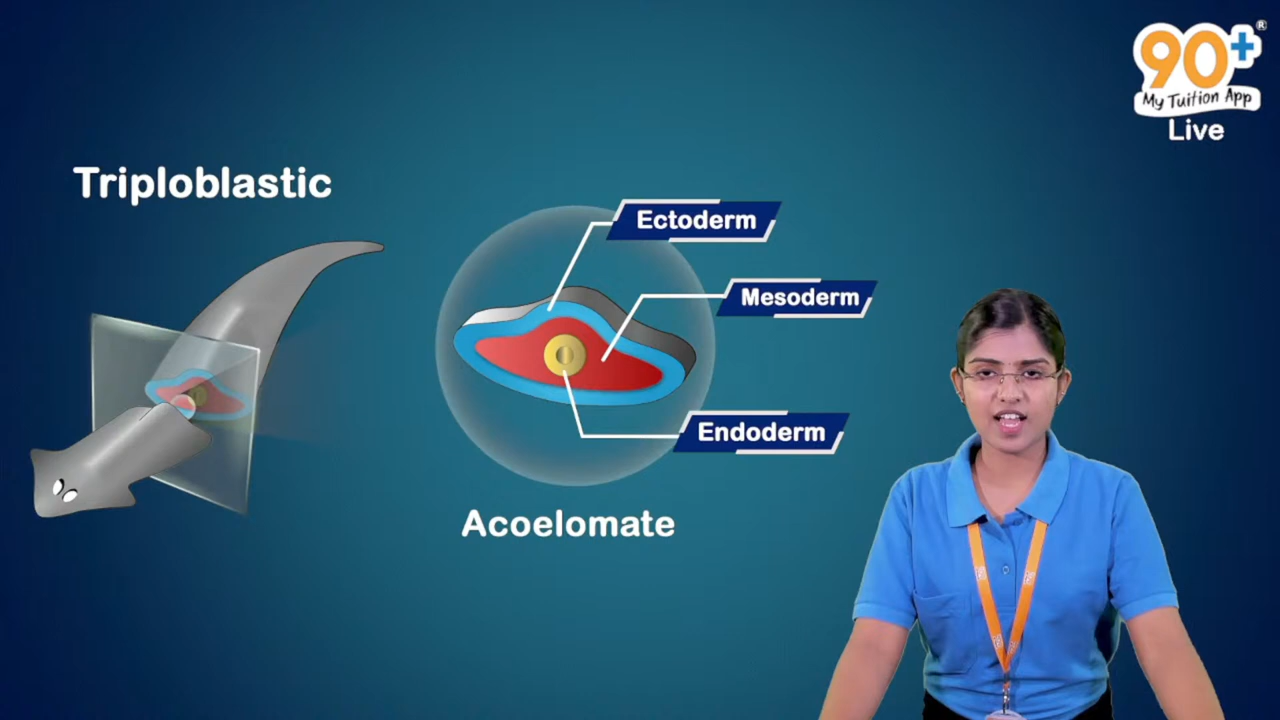 90+
®
My Tuition App
Live
Triploblastic
Ectoderm
Mesoderm
Endoderm
Acoelomate